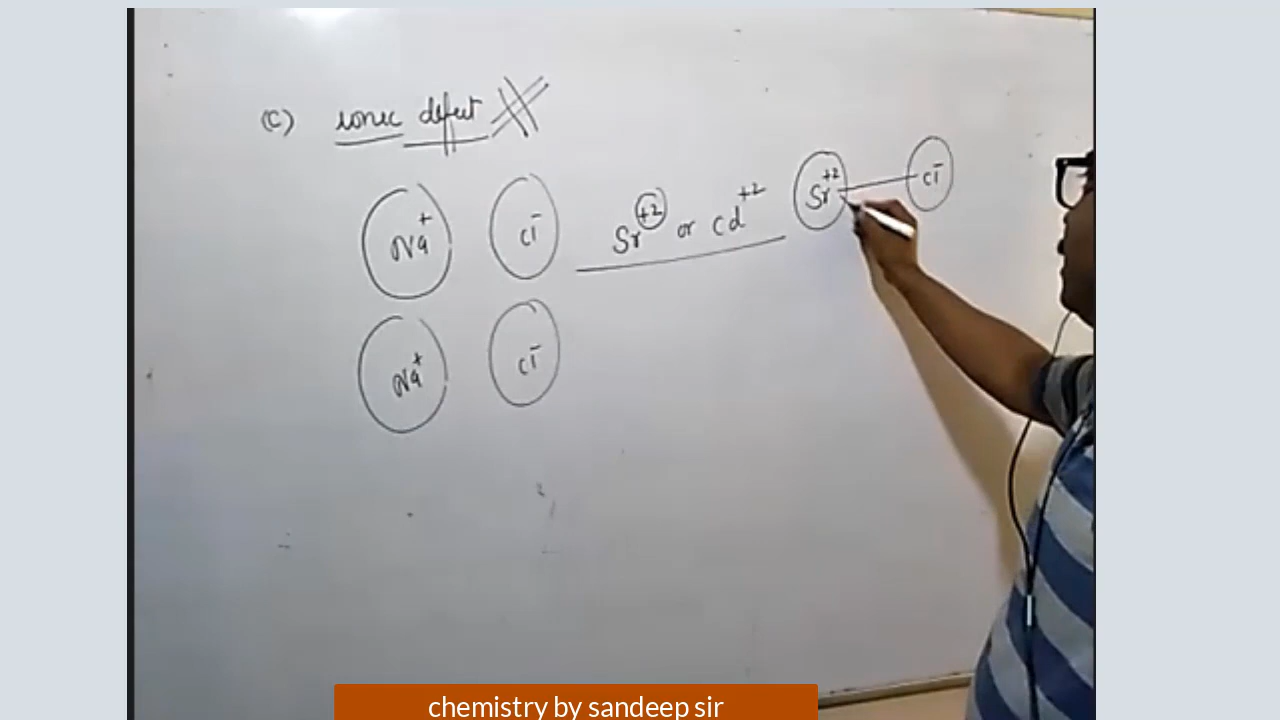 (C) ionic defect
Na+ Cl- Sr+2 or Cd+2 Sr+2 Cl-
Na+ Cl-
chemistry by sandeep sir